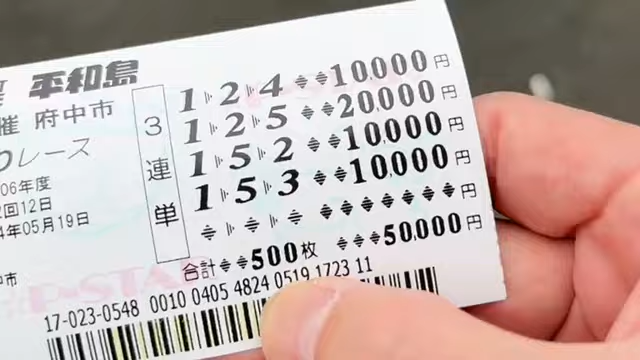 平和島
催 府中市
レース
06年度
2回12日
4年05月19日
中市
3連単
1 2 4 10,000円
1 2 5 20,000円
1 5 2 10,000円
1 5 3 10,000円
円
合計 500枚 50,000円
17-023-0548 0010 0405 4824 0519 1723 11